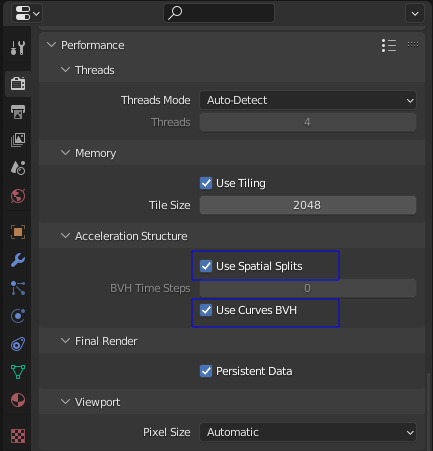 Performance
Threads
Threads Mode Auto-Detect
Threads 4
Memory
Use Tiling
Tile Size 2048
Acceleration Structure
Use Spatial Splits
BVH Time Steps 0
Use Curves BVH
Final Render
Persistent Data
Viewport
Pixel Size Automatic